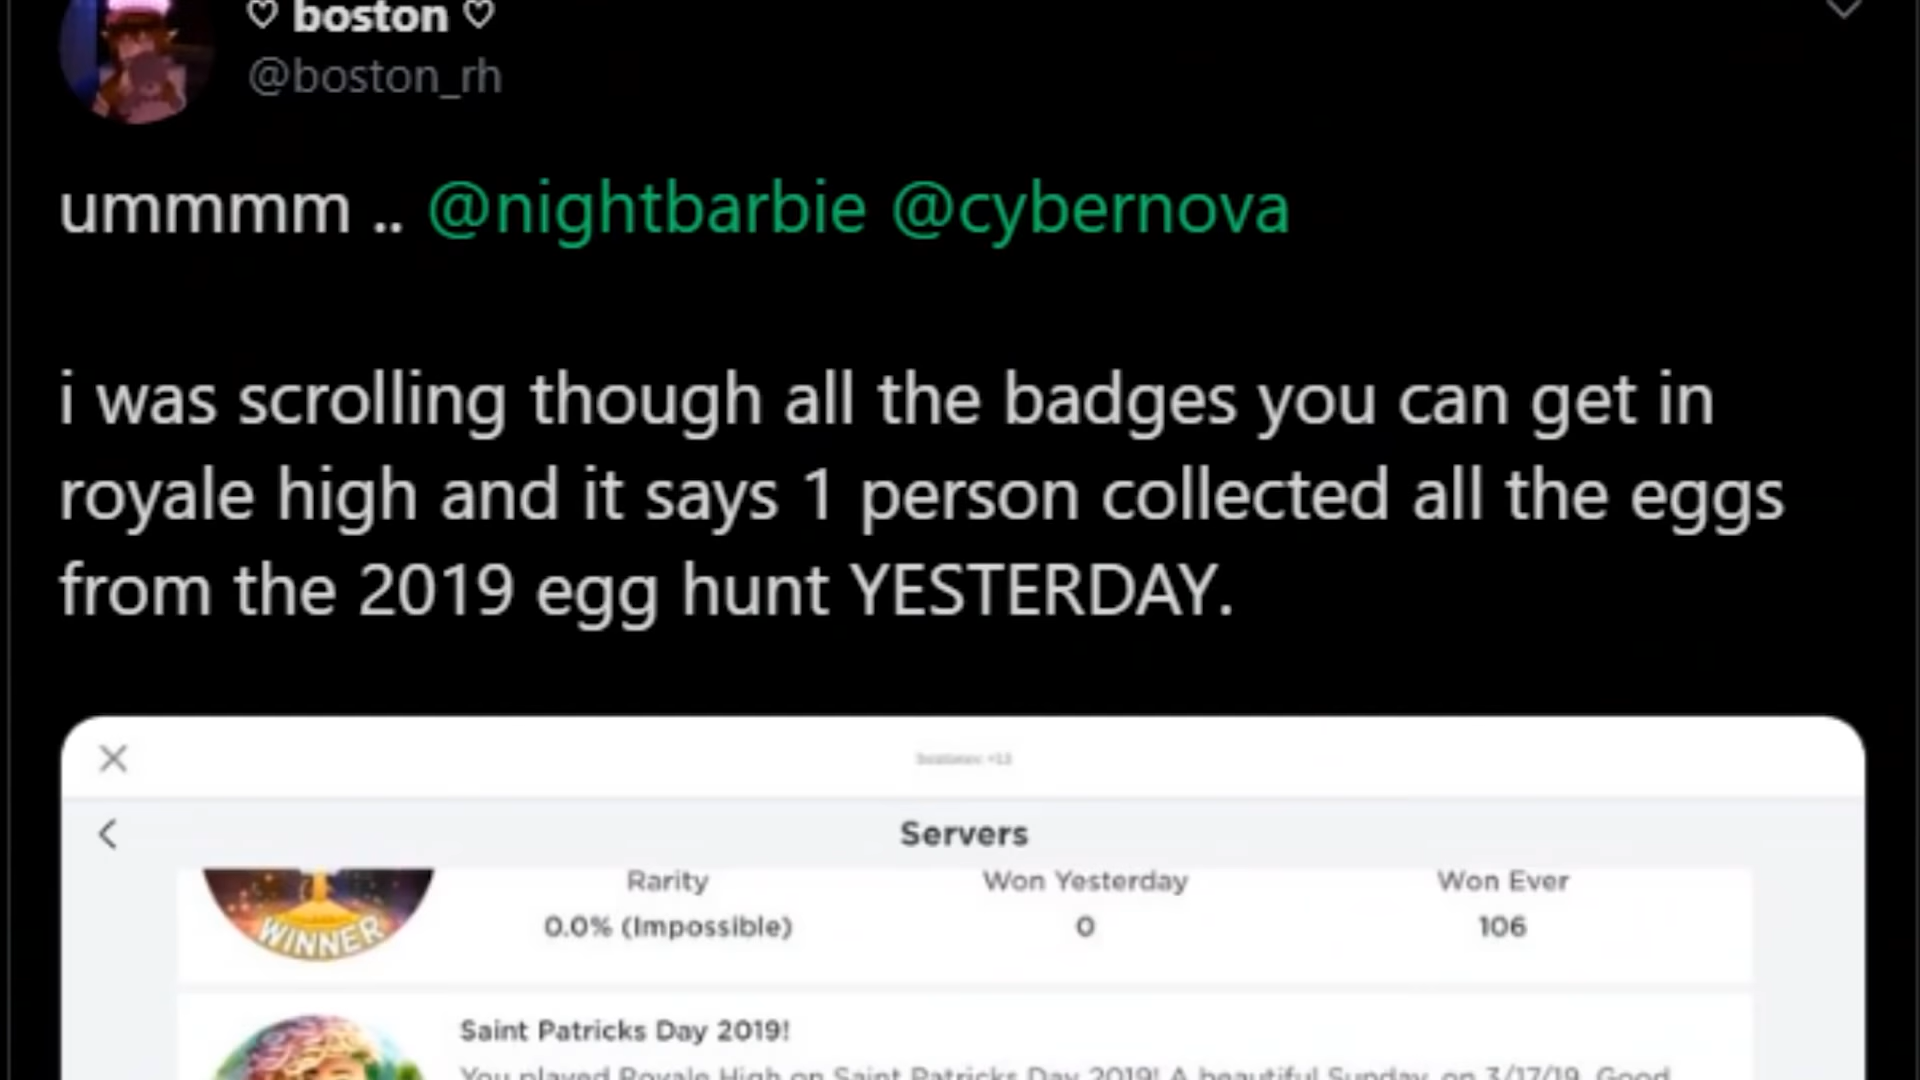 ♡ boston ♡
@boston_rh
ummmm .. @nightbarbie @cybernova
i was scrolling though all the badges you can get in
royale high and it says 1 person collected all the eggs
from the 2019 egg hunt YESTERDAY.
Servers
Rarity Won Yesterday Won Ever
WINNER
0.0% (Impossible) 0 106
Saint Patricks Day 2019!
You played Royale High on Saint Patricks Day 2019! A beautiful Sunday, on 3/17/19. Good